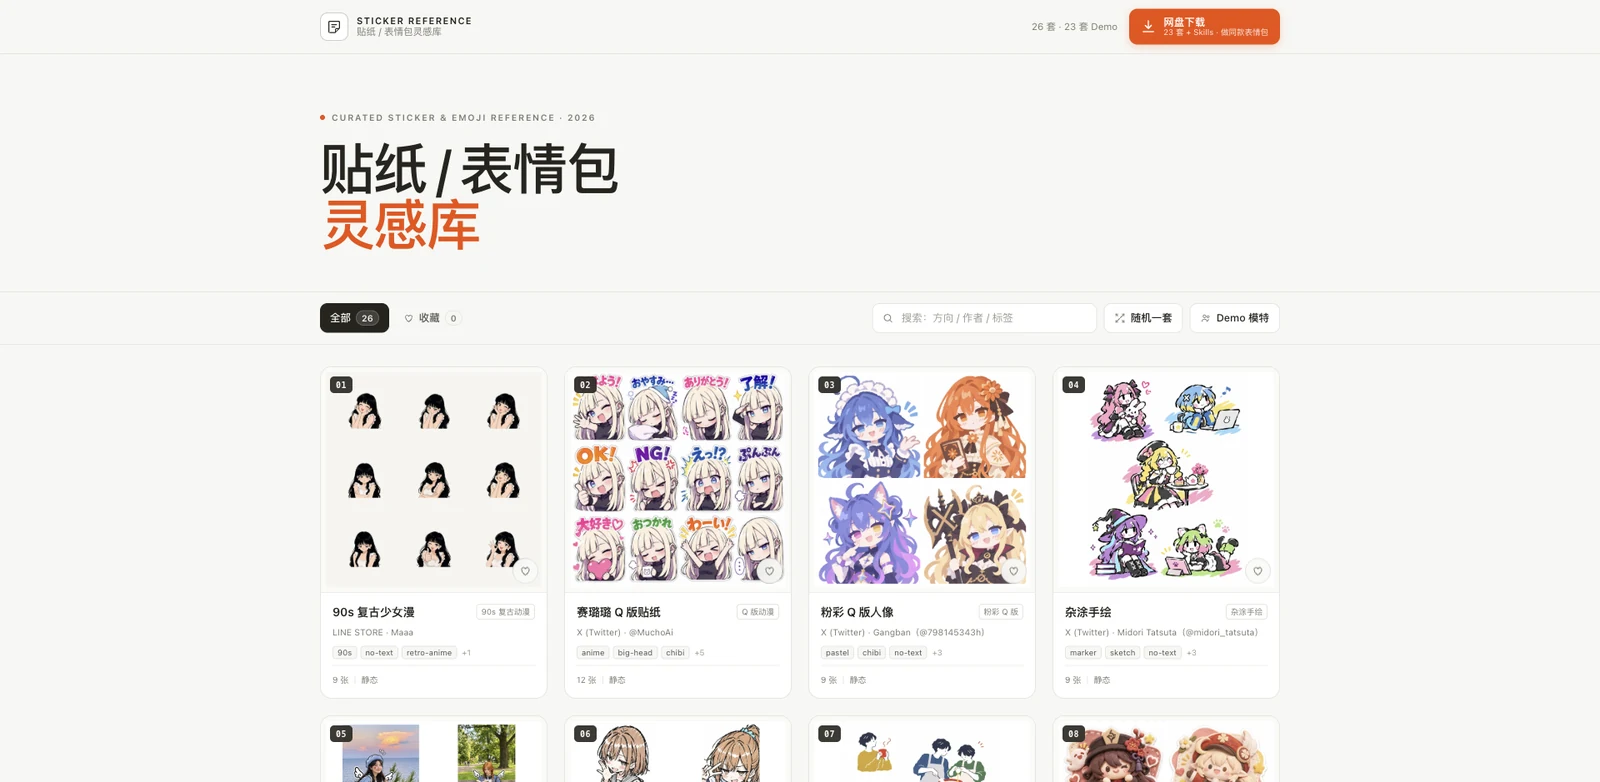 STICKER REFERENCE
贴纸 / 表情包灵感库
26 套 · 23 套 Demo
网盘下载
23 套 + Skills · 做同款表情包
CURATED STICKER & EMOJI REFERENCE · 2026
贴纸 / 表情包
灵感库
全部 26
收藏 0
搜索：方向 / 作者 / 标签
随机一套
Demo 模特
01
02
おやすみ…
ありがとう!
了解!
OK!
NG!
えっ!?
ぷんぷん
大好き♡
おつかれ
わーい!
03
04
90s 复古少女漫
90s 复古动漫
LINE STORE · Maaa
90s
no-text
retro-anime
+1
9 张
静态
赛璐璐 Q 版贴纸
Q 版动漫
X (Twitter) · @MuchoAi
anime
big-head
chibi
+5
12 张
静态
粉彩 Q 版人像
粉彩 Q 版
X (Twitter) · Gangban（@798145343h）
pastel
chibi
no-text
+3
9 张
静态
杂涂手绘
杂涂手绘
X (Twitter) · Midori Tatsuta（@midori_tatsuta）
marker
sketch
no-text
+3
9 张
静态
05
06
07
08